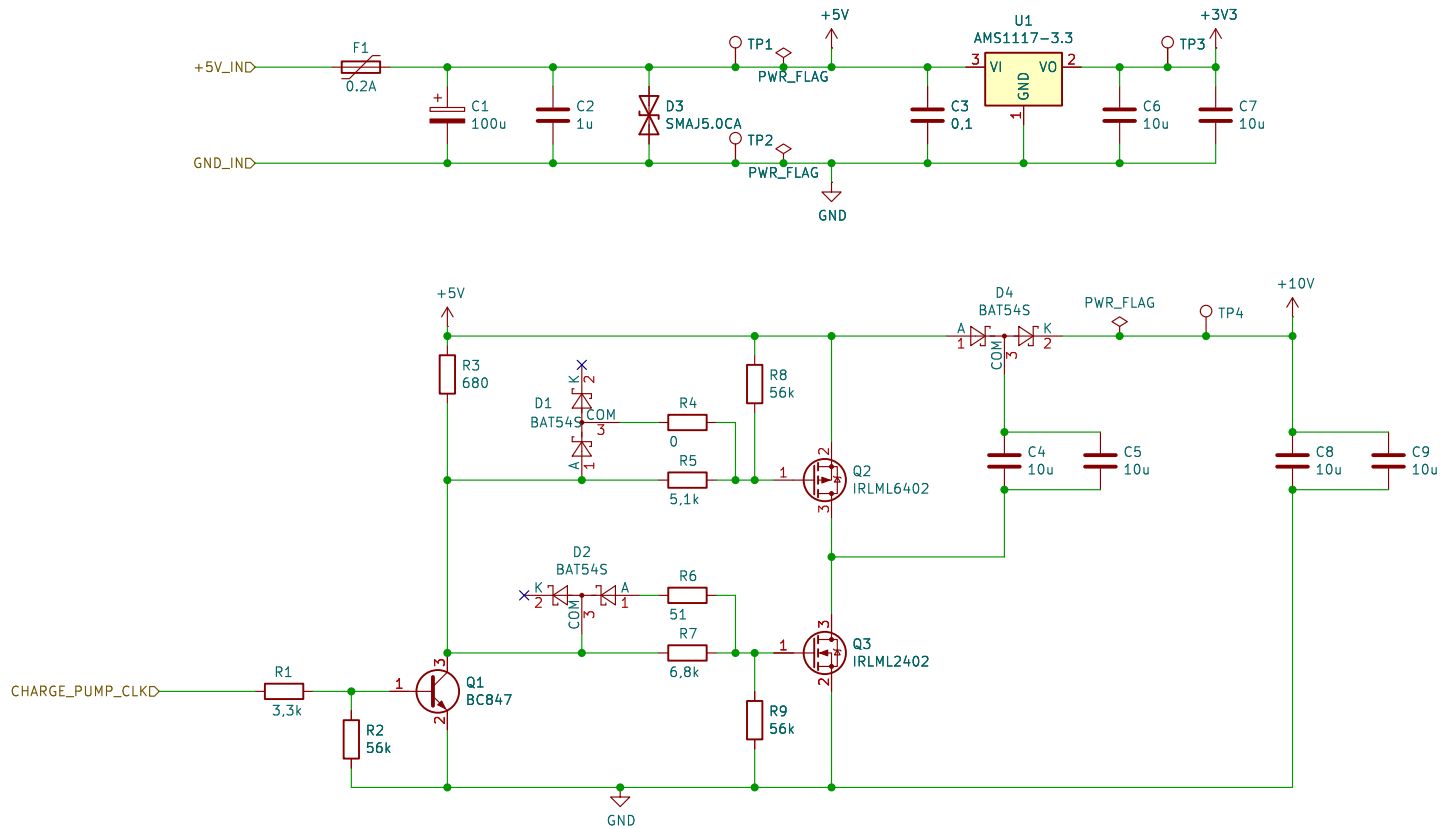 +5V
U1
+3V3
AMS1117-3.3
F1
TP1
TP3
+5V_IN
3
VI
VO
2
PWR_FLAG
0.2A
GND
+
C1
100u
C2
1u
D3
SMAJ5.0CA
C3
0,1
1
C6
10u
C7
10u
TP2
GND_IN
PWR_FLAG
GND
+5V
D4
BAT54S
PWR_FLAG
+10V
TP4
A
1
K
2
COM
3
R3
680
K
2
R8
56k
D1
BAT54S
COM
3
R4
0
A
1
R5
5,1k
1
2
Q2
IRLML6402
3
C4
10u
C5
10u
C8
10u
C9
10u
D2
BAT54S
K
2
A
1
COM
3
R6
51
R7
6,8k
1
3
Q3
IRLML2402
2
CHARGE_PUMP_CLK
R1
3,3k
1
3
Q1
BC847
2
R2
56k
R9
56k
GND